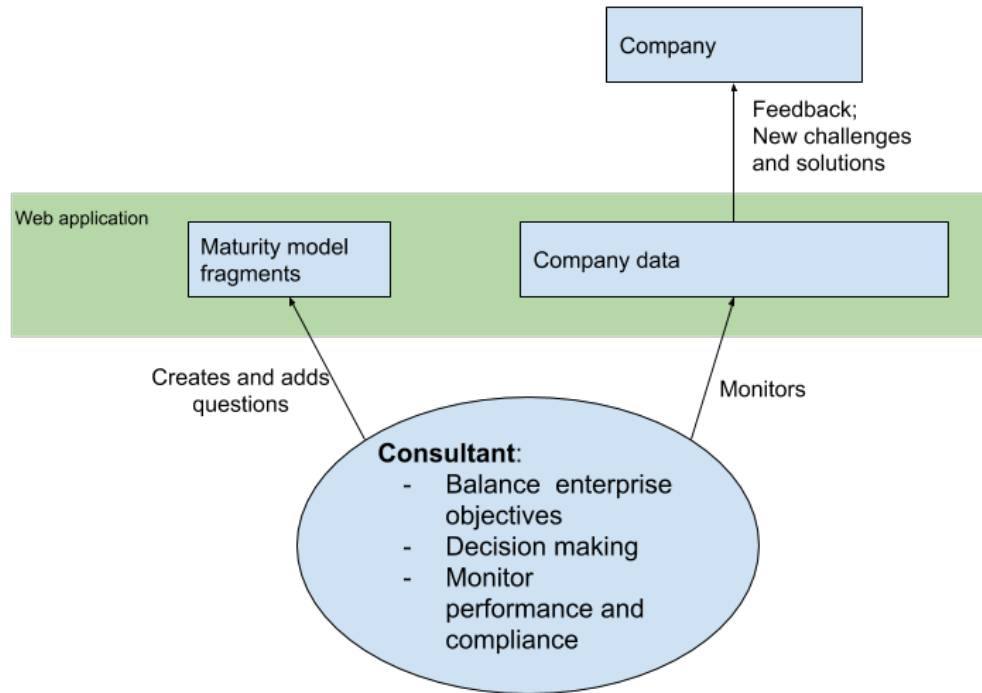 Company
Feedback;
New challenges
and solutions
Web application
Maturity model
fragments
Company data
Creates and adds
questions
Monitors
Consultant:
- Balance enterprise
objectives
- Decision making
- Monitor
performance and
compliance